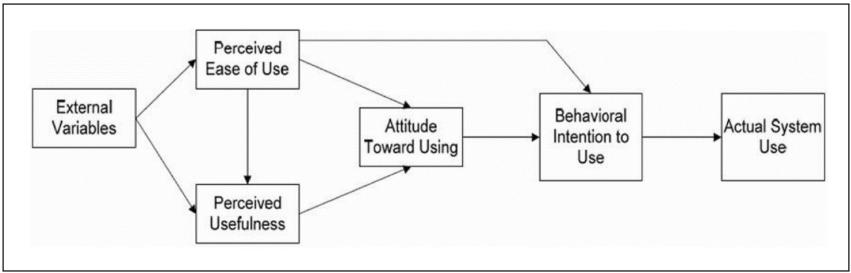 Perceived
Ease of Use
External
Variables
Attitude
Toward Using
Behavioral
Intention to
Use
Actual System
Use
Perceived
Usefulness